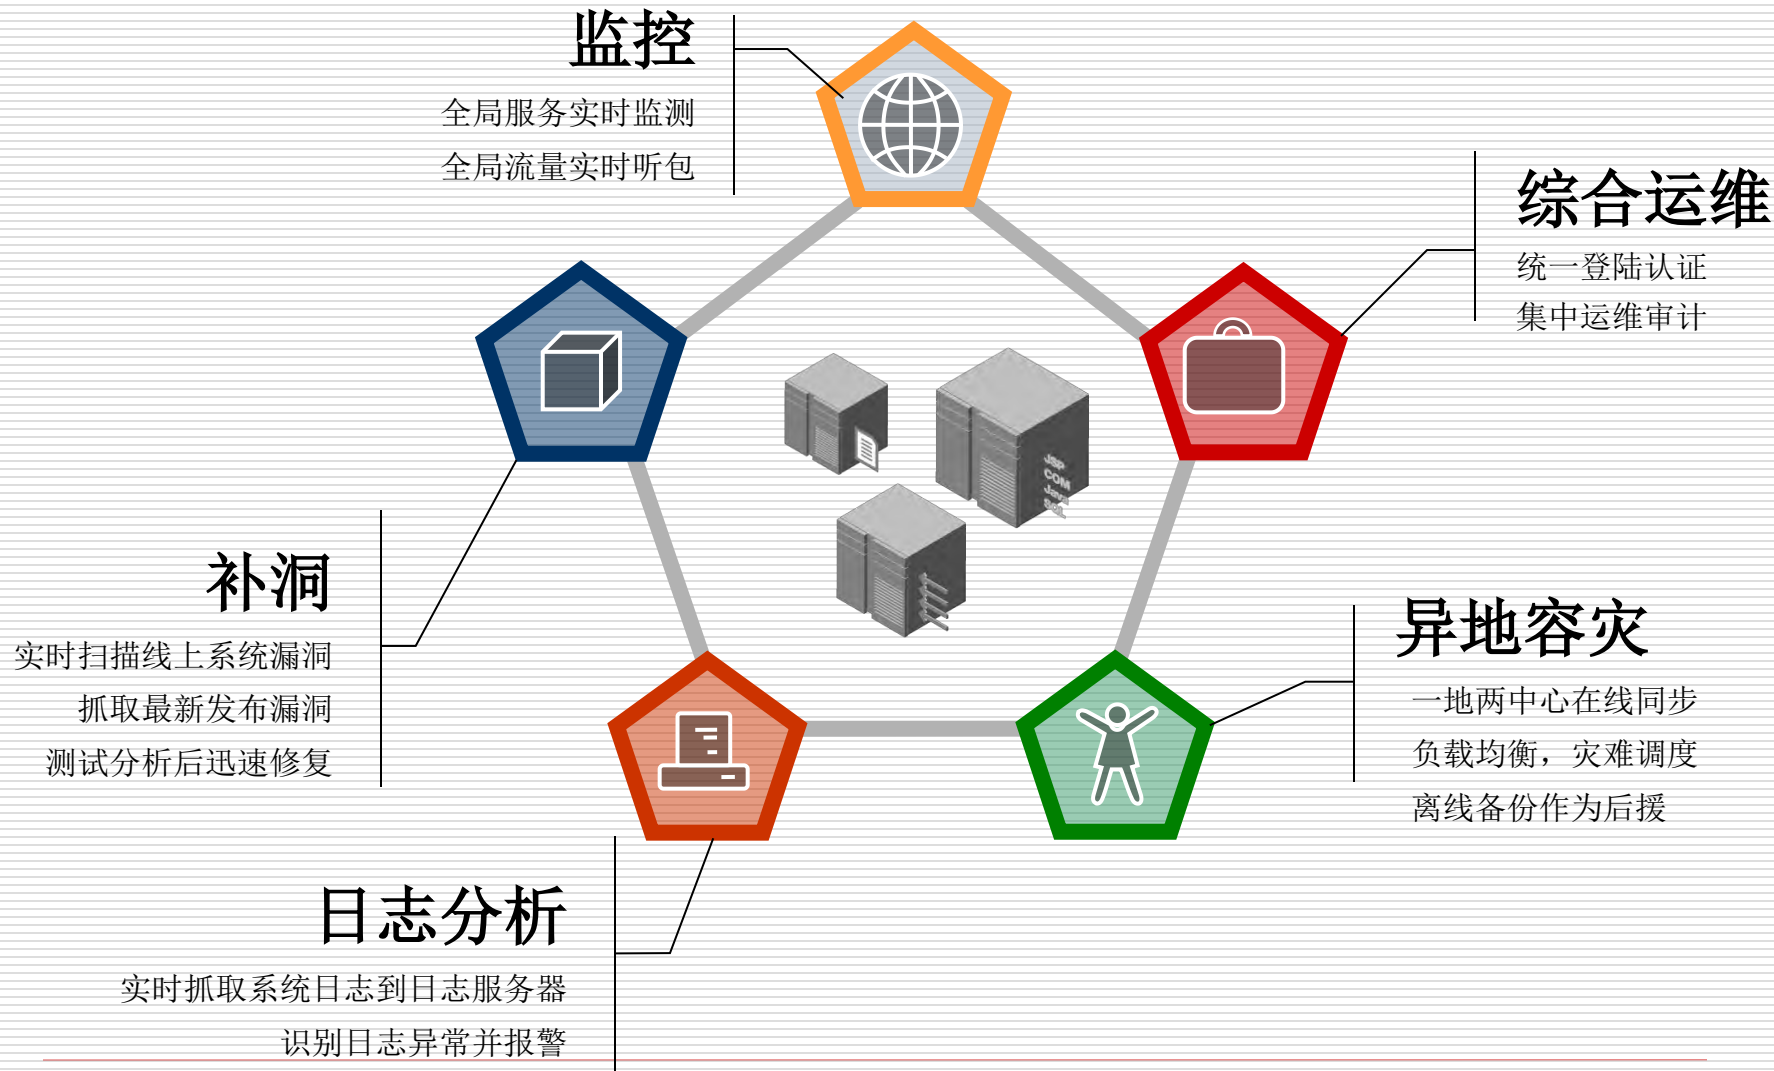 监控
全局服务实时监测
全局流量实时听包
综合运维
统一登陆认证
集中运维审计
JSP
COM
Java
SQL
补洞
实时扫描线上系统漏洞
抓取最新发布漏洞
测试分析后迅速修复
异地容灾
一地两中心在线同步
负载均衡，灾难调度
离线备份作为后援
日志分析
实时抓取系统日志到日志服务器
识别日志异常并报警